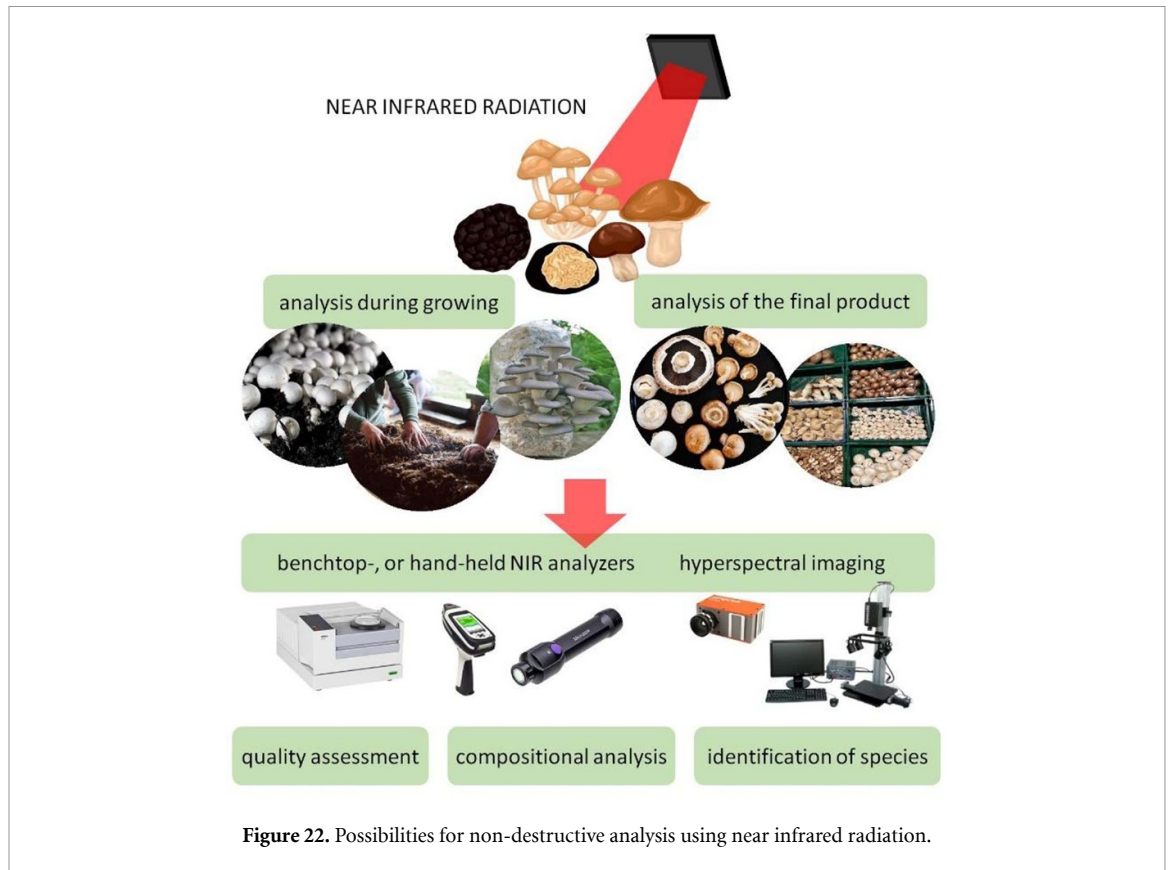 NEAR INFRARED RADIATION
analysis during growing
analysis of the final product
benchtop-, or hand-held NIR analyzers
hyperspectral imaging
quality assessment
compositional analysis
identification of species
Figure 22. Possibilities for non-destructive analysis using near infrared radiation.